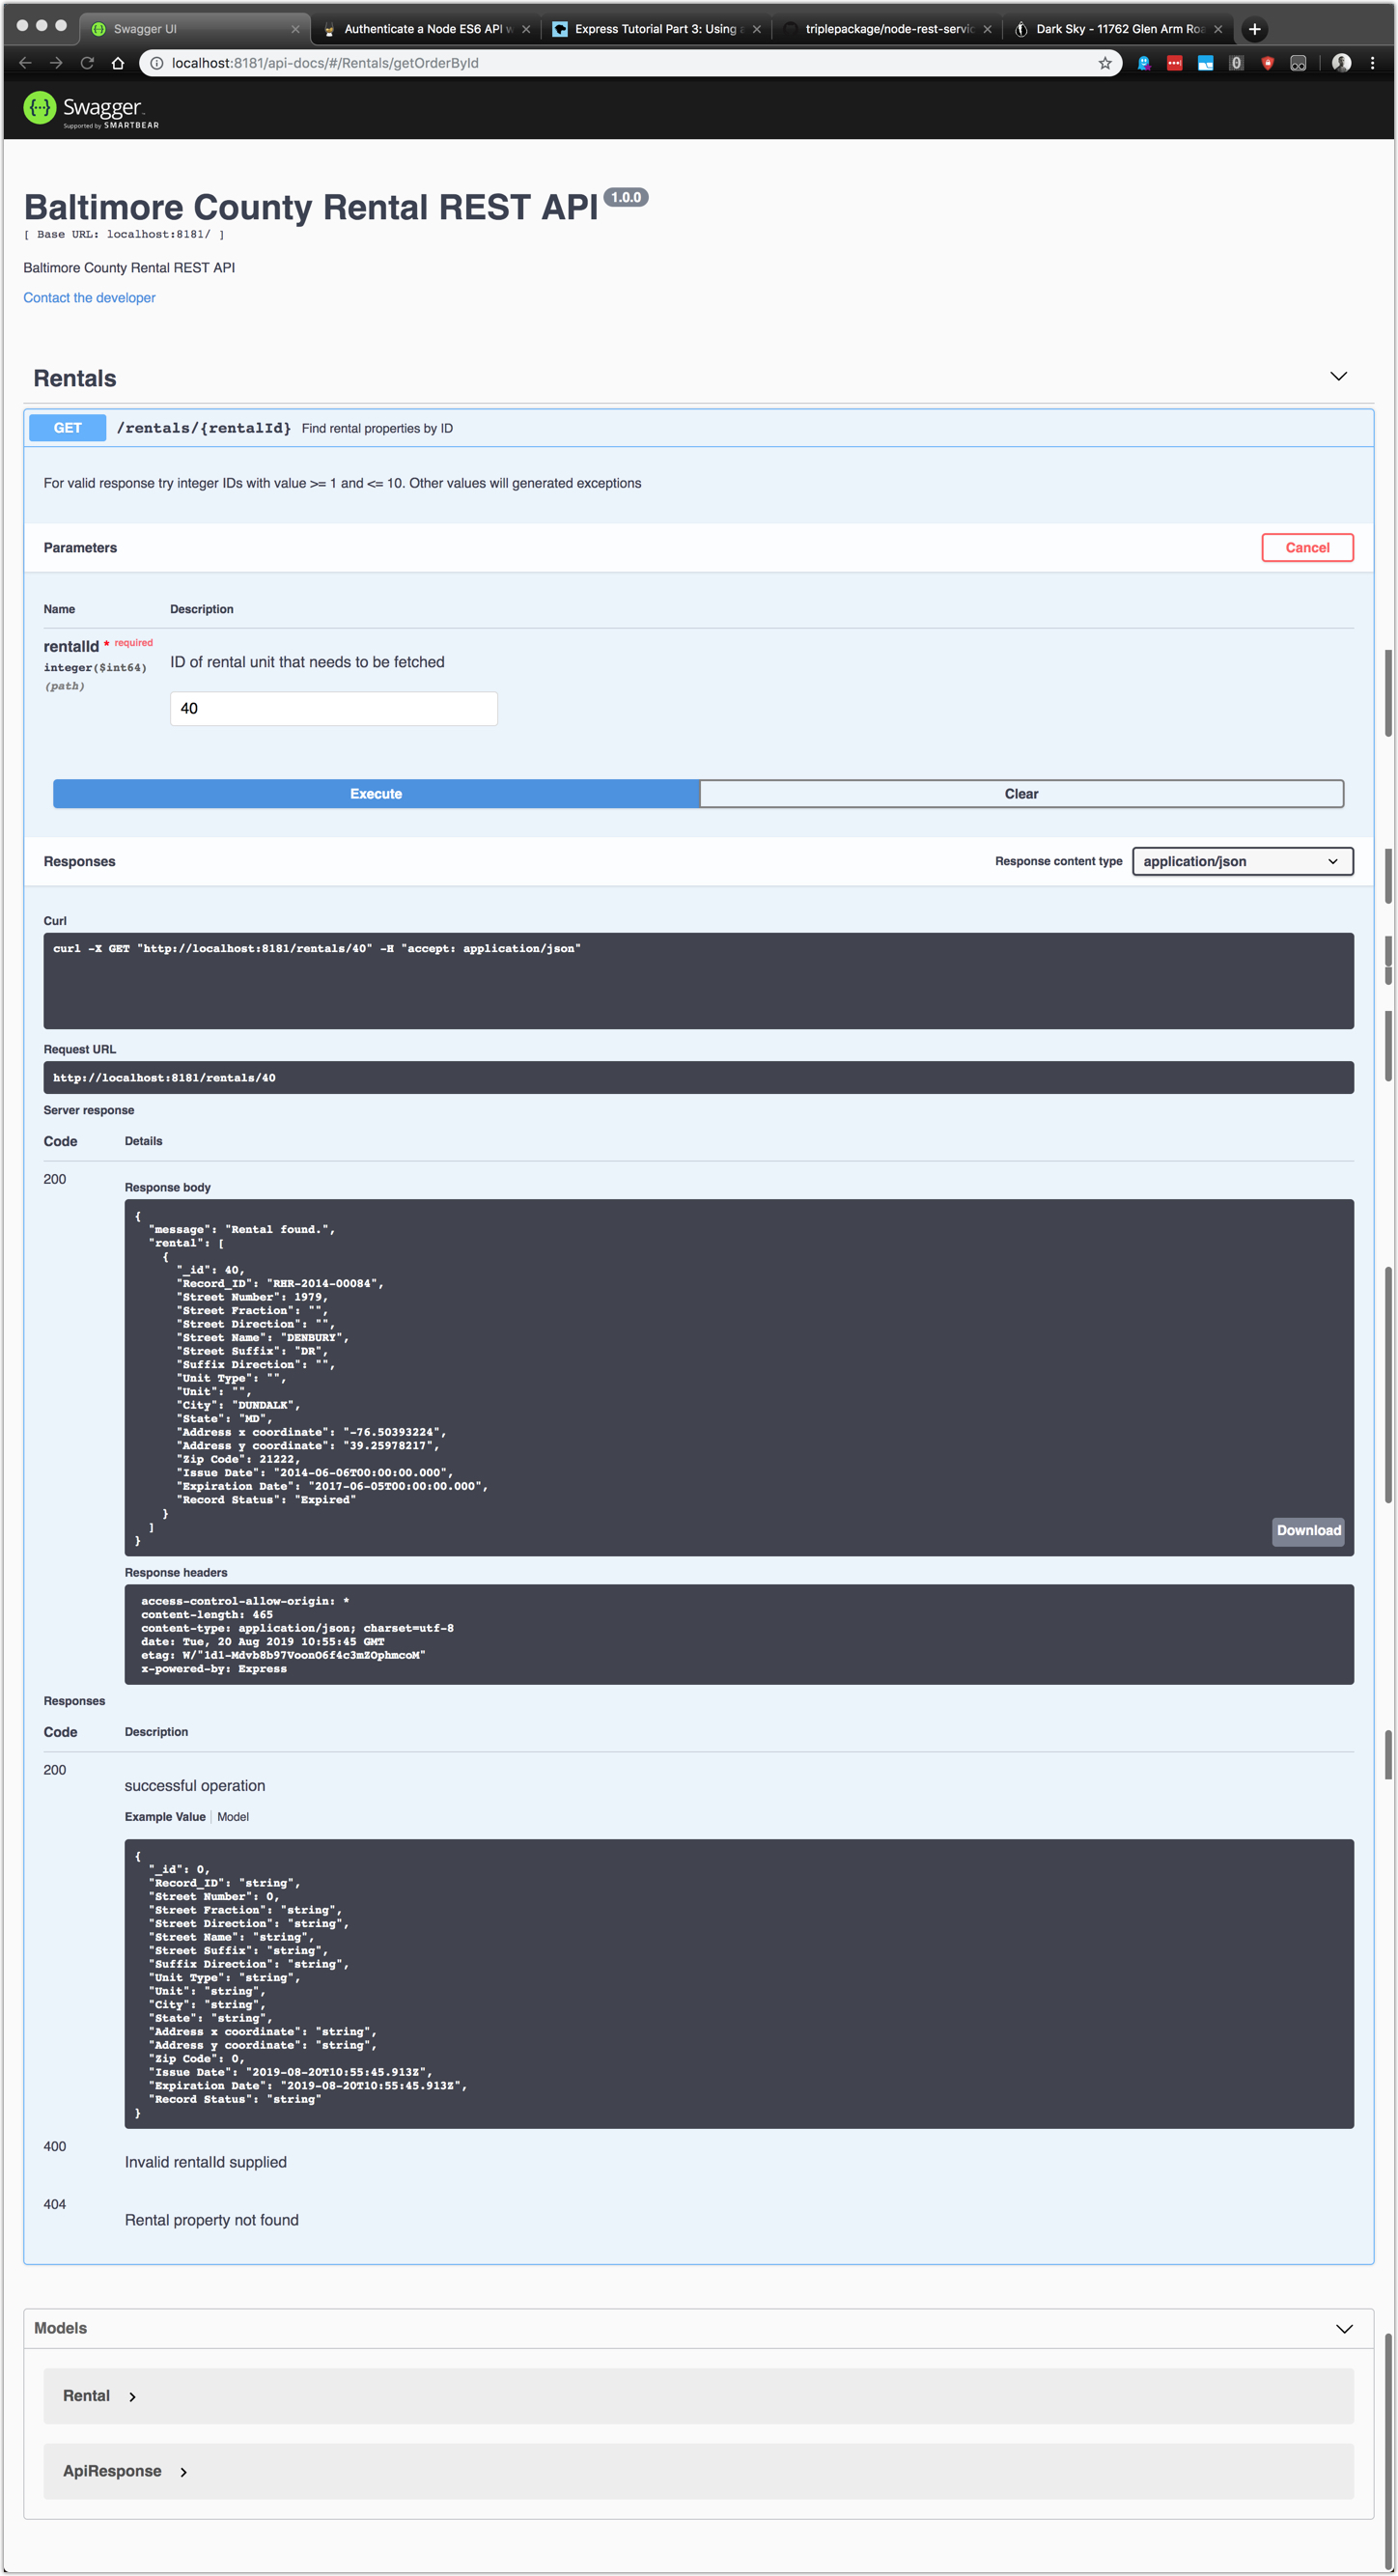 Swagger UI
Authenticate a Node ES6 API w
Express Tutorial Part 3: Using a
triplepackage/node-rest-servic
Dark Sky - 11762 Glen Arm Roa
localhost:8181/api-docs/#/Rentals/getOrderById
Swagger
Supported by SMARTBEAR
Baltimore County Rental REST API 1.0.0
[ Base URL: localhost:8181/ ]
Baltimore County Rental REST API
Contact the developer
Rentals
GET /rentals/{rentalId} Find rental properties by ID
For valid response try integer IDs with value >= 1 and <= 10. Other values will generated exceptions
Parameters
Cancel
Name Description
rentalId * required
integer($int64)
(path)
ID of rental unit that needs to be fetched
40
Execute
Clear
Responses
Response content type
application/json
Curl
curl -X GET "http://localhost:8181/rentals/40" -H "accept: application/json"
Request URL
http://localhost:8181/rentals/40
Server response
Code Details
200
Response body
{
"message": "Rental found.",
"rental": [
{
"_id": 40,
"Record_ID": "RHR-2014-00084",
"Street Number": 1979,
"Street Fraction": "",
"Street Direction": "",
"Street Name": "DENBURY",
"Street Suffix": "DR",
"Suffix Direction": "",
"Unit Type": "",
"Unit": "",
"City": "DUNDALK",
"State": "MD",
"Address x coordinate": "-76.50393224",
"Address y coordinate": "39.25978217",
"Zip Code": 21222,
"Issue Date": "2014-06-06T00:00:00.000",
"Expiration Date": "2017-06-05T00:00:00.000",
"Record Status": "Expired"
}
]
}
Download
Response headers
access-control-allow-origin: *
content-length: 465
content-type: application/json; charset=utf-8
date: Tue, 20 Aug 2019 10:55:45 GMT
etag: W/"1d1-Mdvb8b97VoonO6f4c3mZOphmcoM"
x-powered-by: Express
Responses
Code Description
200
successful operation
Example Value Model
{
"_id": 0,
"Record_ID": "string",
"Street Number": 0,
"Street Fraction": "string",
"Street Direction": "string",
"Street Name": "string",
"Street Suffix": "string",
"Suffix Direction": "string",
"Unit Type": "string",
"Unit": "string",
"City": "string",
"State": "string",
"Address x coordinate": "string",
"Address y coordinate": "string",
"Zip Code": 0,
"Issue Date": "2019-08-20T10:55:45.913Z",
"Expiration Date": "2019-08-20T10:55:45.913Z",
"Record Status": "string"
}
400
Invalid rentalId supplied
404
Rental property not found
Models
Rental
ApiResponse